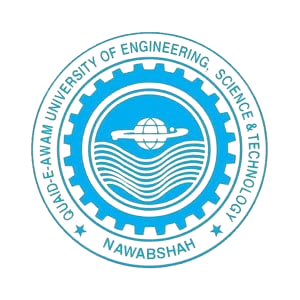 QUAID-E-AWAM UNIVERSITY OF ENGINEERING, SCIENCE & TECHNOLOGY
NAWABSHAH